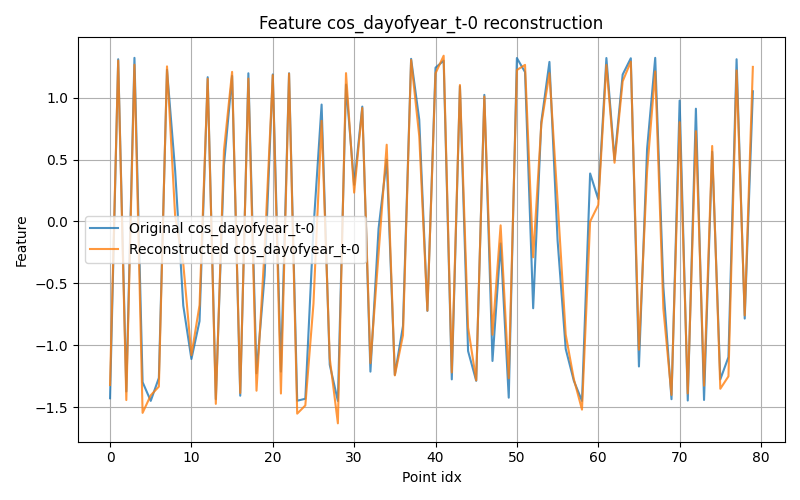 Feature cos_dayofyear_t-0 reconstruction
Feature
1.0
0.5
0.0
−0.5
−1.0
−1.5
Original cos_dayofyear_t-0
Reconstructed cos_dayofyear_t-0
0 10 20 30 40 50 60 70 80
Point idx